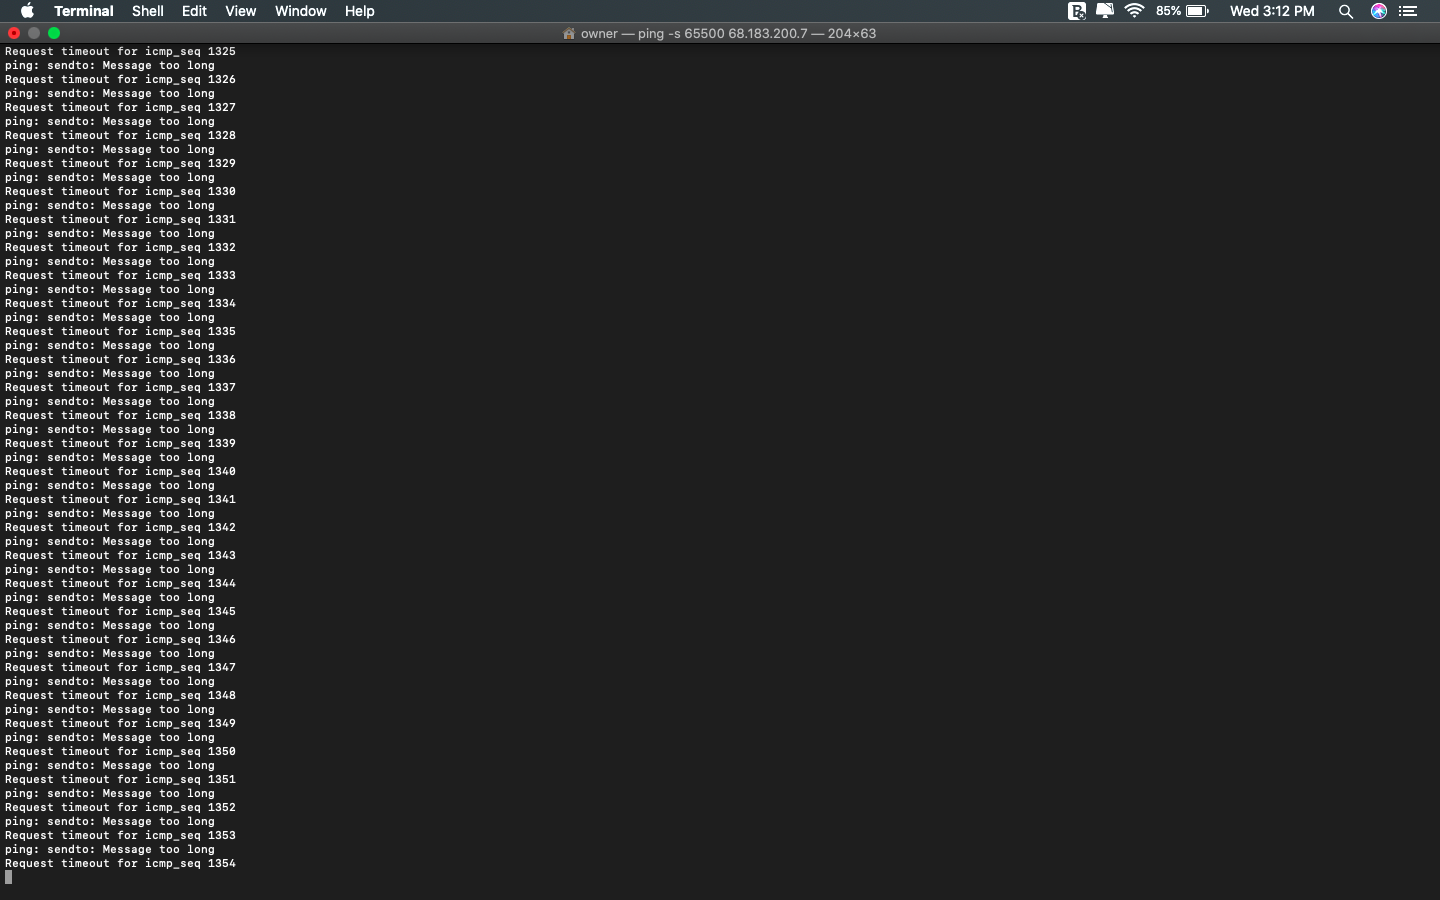 Terminal Shell Edit View Window Help 85% Wed 3:12 PM
owner — ping -s 65500 68.183.200.7 — 204×63
Request timeout for icmp_seq 1325
ping: sendto: Message too long
Request timeout for icmp_seq 1326
ping: sendto: Message too long
Request timeout for icmp_seq 1327
ping: sendto: Message too long
Request timeout for icmp_seq 1328
ping: sendto: Message too long
Request timeout for icmp_seq 1329
ping: sendto: Message too long
Request timeout for icmp_seq 1330
ping: sendto: Message too long
Request timeout for icmp_seq 1331
ping: sendto: Message too long
Request timeout for icmp_seq 1332
ping: sendto: Message too long
Request timeout for icmp_seq 1333
ping: sendto: Message too long
Request timeout for icmp_seq 1334
ping: sendto: Message too long
Request timeout for icmp_seq 1335
ping: sendto: Message too long
Request timeout for icmp_seq 1336
ping: sendto: Message too long
Request timeout for icmp_seq 1337
ping: sendto: Message too long
Request timeout for icmp_seq 1338
ping: sendto: Message too long
Request timeout for icmp_seq 1339
ping: sendto: Message too long
Request timeout for icmp_seq 1340
ping: sendto: Message too long
Request timeout for icmp_seq 1341
ping: sendto: Message too long
Request timeout for icmp_seq 1342
ping: sendto: Message too long
Request timeout for icmp_seq 1343
ping: sendto: Message too long
Request timeout for icmp_seq 1344
ping: sendto: Message too long
Request timeout for icmp_seq 1345
ping: sendto: Message too long
Request timeout for icmp_seq 1346
ping: sendto: Message too long
Request timeout for icmp_seq 1347
ping: sendto: Message too long
Request timeout for icmp_seq 1348
ping: sendto: Message too long
Request timeout for icmp_seq 1349
ping: sendto: Message too long
Request timeout for icmp_seq 1350
ping: sendto: Message too long
Request timeout for icmp_seq 1351
ping: sendto: Message too long
Request timeout for icmp_seq 1352
ping: sendto: Message too long
Request timeout for icmp_seq 1353
ping: sendto: Message too long
Request timeout for icmp_seq 1354